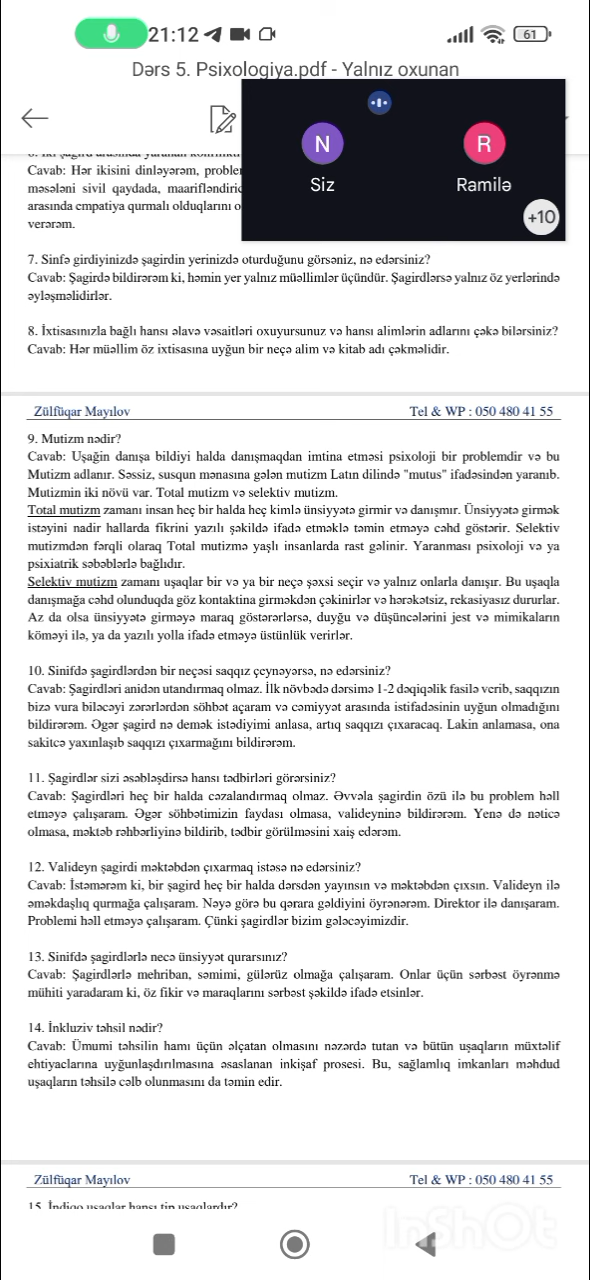 21:12
61
Dərs 5. Psixologiya.pdf - Yalnız oxunan
N
R
Siz
Ramilə
+10
Cavab: Hər ikisini dinləyərəm,
məsələni sivil qaydada,
arasında empatiya qurmalı olduqlarını
verərəm.
7. Sinfə girdiyinizdə şagirdin yerinizdə oturduğunu görsəniz, nə edərsiniz?
Cavab: Şagirdə bildirərəm ki, həmin yer yalnız müəllimlər üçündür. Şagirdlərsə yalnız öz yerlərində
əyləşməlidirlər.
8. İxtisasınızla bağlı hansı əlavə vəsaitləri oxuyursunuz və hansı alimlərin adlarını çəkə bilərsiniz?
Cavab: Hər müəllim öz ixtisasına uyğun bir neçə alim və kitab adı çəkməlidir.
Zülfüqar Mayılov
Tel & WP : 050 480 41 55
9. Mutizm nədir?
Cavab: Uşağin danışa bildiyi halda danışmaqdan imtina etməsi psixoloji bir problemdir və bu
Mutizm adlanır. Səssiz, susqun mənasına gələn mutizm Latın dilində "mutus" ifadəsindən yaranıb.
Mutizmin iki növü var. Total mutizm və selektiv mutizm.
Total mutizm zamanı insan heç bir halda heç kimlə ünsiyyətə girmir və danışmır. Ünsiyyətə girmək
istəyini nadir hallarda fikrini yazılı şəkildə ifadə etməklə təmin etməyə cəhd göstərir. Selektiv
mutizmdən fərqli olaraq Total mutizmə yaşlı insanlarda rast gəlinir. Yaranması psixoloji və ya
psixiatrik səbəblərlə bağlıdır.
Selektiv mutizm zamanı uşaqlar bir və ya bir neçə şəxsi seçir və yalnız onlarla danışır. Bu uşaqla
danışmağa cəhd olunduqda göz kontaktina girməkdən çəkinirlər və hərəkətsiz, rekasiyasız dururlar.
Az da olsa ünsiyyətə girməyə maraq göstərərlərsə, duyğu və düşüncələrini jest və mimikaların
köməyi ilə, ya da yazılı yolla ifadə etməyə üstünlük verirlər.
10. Sinifdə şagirdlərdən bir neçəsi saqqız çeynəyərsə, nə edərsiniz?
Cavab: Şagirdləri anidən utandırmaq olmaz. İlk növbədə dərsimə 1-2 dəqiqəlik fasilə verib, saqqızın
bizə vura biləcəyi zərərlərdən söhbət açaram və cəmiyyət arasında istifadəsinin uyğun olmadığını
bildirərəm. Əgər şagird nə demək istədiyimi anlasa, artıq saqqızı çıxaracaq. Lakin anlamasa, ona
sakitcə yaxınlaşıb saqqızı çıxarmağını bildirərəm.
11. Şagirdlər sizi əsəbləşdirsə hansı tədbirləri görərsiniz?
Cavab: Şagirdləri heç bir halda cəzalandırmaq olmaz. Əvvəla şagirdin özü ilə bu problem həll
etməyə çalışaram. Əgər söhbətimizin faydası olmasa, valideyninə bildirərəm. Yenə də nəticə
olmasa, məktəb rəhbərliyinə bildirib, tədbir görülməsini xaiş edərəm.
12. Valideyn şagirdi məktəbdən çıxarmaq istəsə nə edərsiniz?
Cavab: İstəmərəm ki, bir şagird heç bir halda dərsdən yayınsın və məktəbdən çıxsın. Valideyn ilə
əməkdaşlıq qurmağa çalışaram. Nəyə görə bu qərara gəldiyini öyrənərəm. Direktor ilə danışaram.
Problemi həll etməyə çalışaram. Çünki şagirdlər bizim gələcəyimizdir.
13. Sinifdə şagirdlərlə necə ünsiyyət qurarsınız?
Cavab: Şagirdlərlə mehriban, səmimi, gülərüz olmağa çalışaram. Onlar üçün sərbəst öyrənmə
mühiti yaradaram ki, öz fikir və maraqlarını sərbəst şəkildə ifadə etsinlər.
14. İnkluziv təhsil nədir?
Cavab: Ümumi təhsilin hamı üçün əlçatan olmasını nəzərdə tutan və bütün uşaqların müxtəlif
ehtiyaclarına uyğunlaşdırılmasına əsaslanan inkişaf prosesi. Bu, sağlamlıq imkanları məhdud
uşaqların təhsilə cəlb olunmasını da təmin edir.
Zülfüqar Mayılov
Tel & WP : 050 480 41 55
15. İndiqo uşaqlar hansı tip uşaqlardır?
InShOt